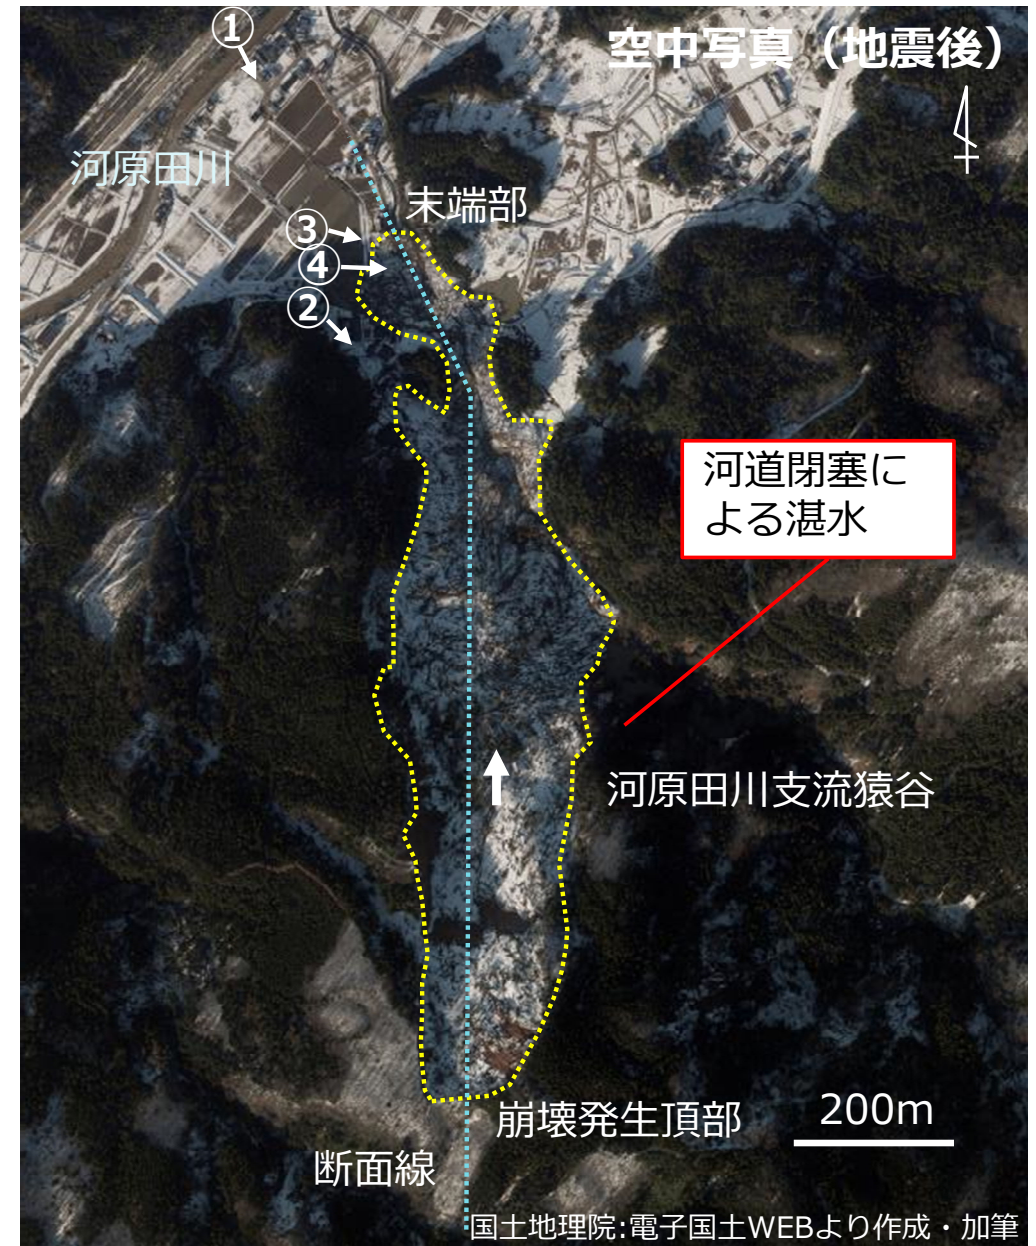 ①
空中写真（地震後）
河原田川
末端部
③
④
②
河道閉塞に
よる湛水
河原田川支流猿谷
200m
崩壊発生頂部
断面線
国土地理院:電子国土WEBより作成・加筆